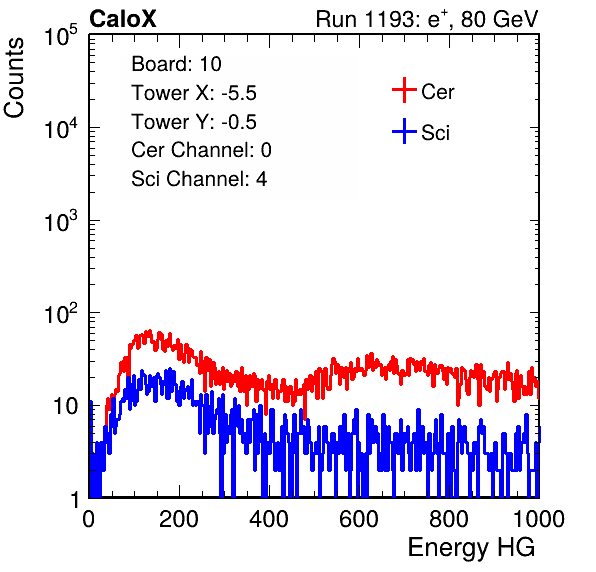 CaloX Run 1193: e⁺, 80 GeV
Counts
Board: 10
Tower X: -5.5
Tower Y: -0.5
Cer Channel: 0
Sci Channel: 4
Cer
Sci
10⁵
10⁴
10³
10²
10
1
0 200 400 600 800 1000
Energy HG